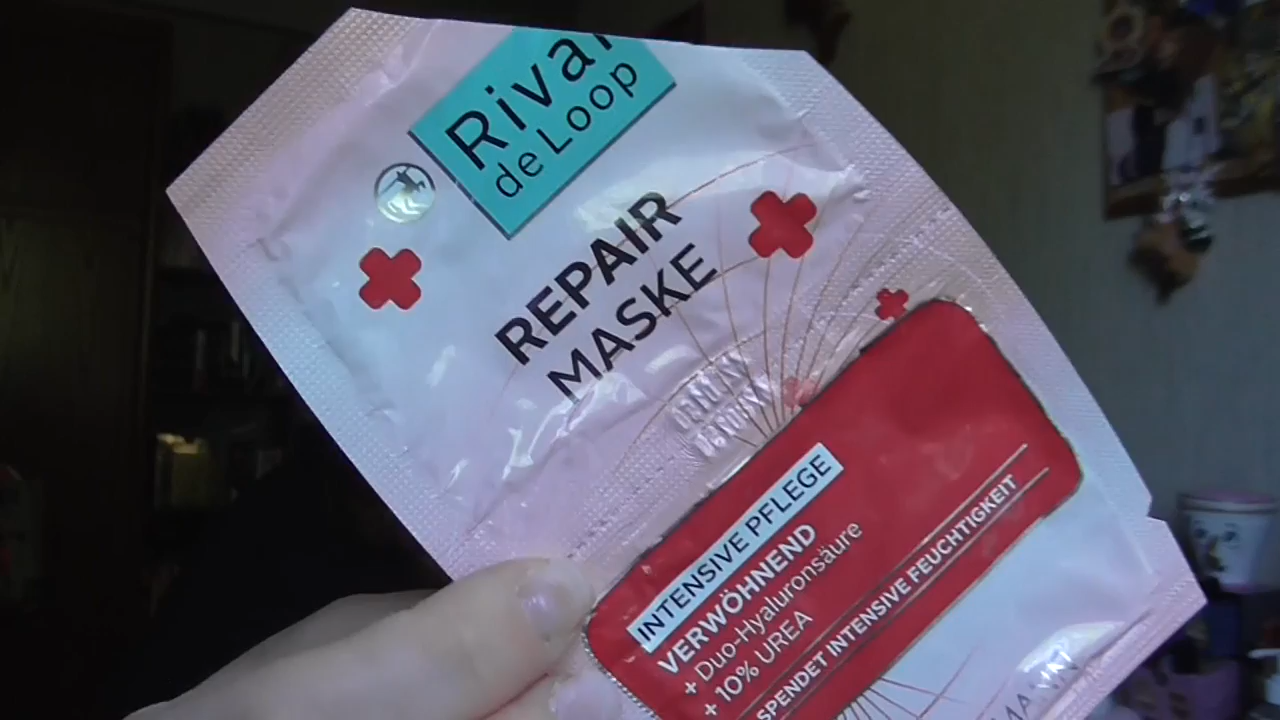 Rival
de Loop
REPAIR
MASKE
INTENSIVE PFLEGE
VERWÖHNEND
+ Duo-Hyaluronsäure
+ 10% UREA
SPENDET INTENSIVE FEUCHTIGKEIT